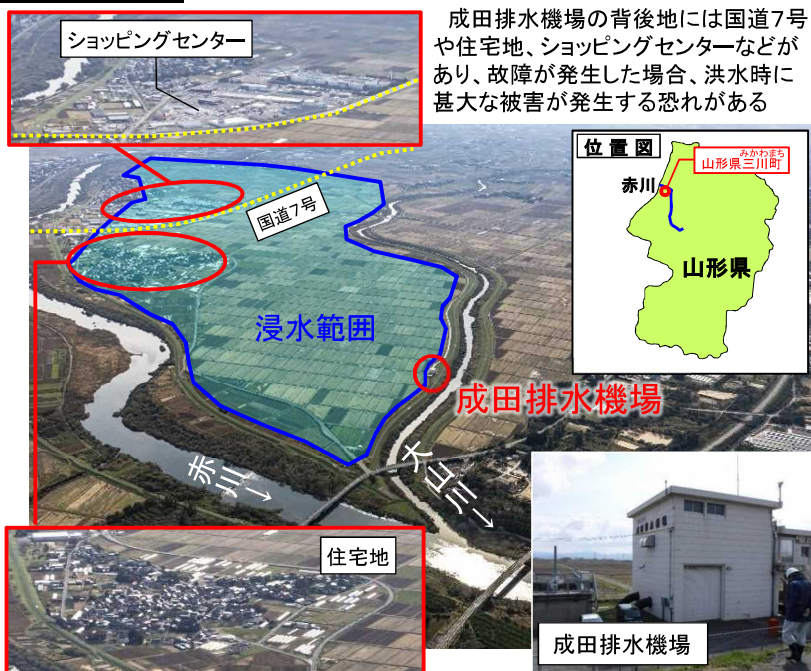 成田排水機場の背後地には国道7号
や住宅地、ショッピングセンターなどが
あり、故障が発生した場合、洪水時に
甚大な被害が発生する恐れがある
ショッピングセンター
位置図
みかわまち
山形県三川町
赤川
山形県
国道7号
浸水範囲
成田排水機場
赤川→
大山川→
住宅地
成田排水機場